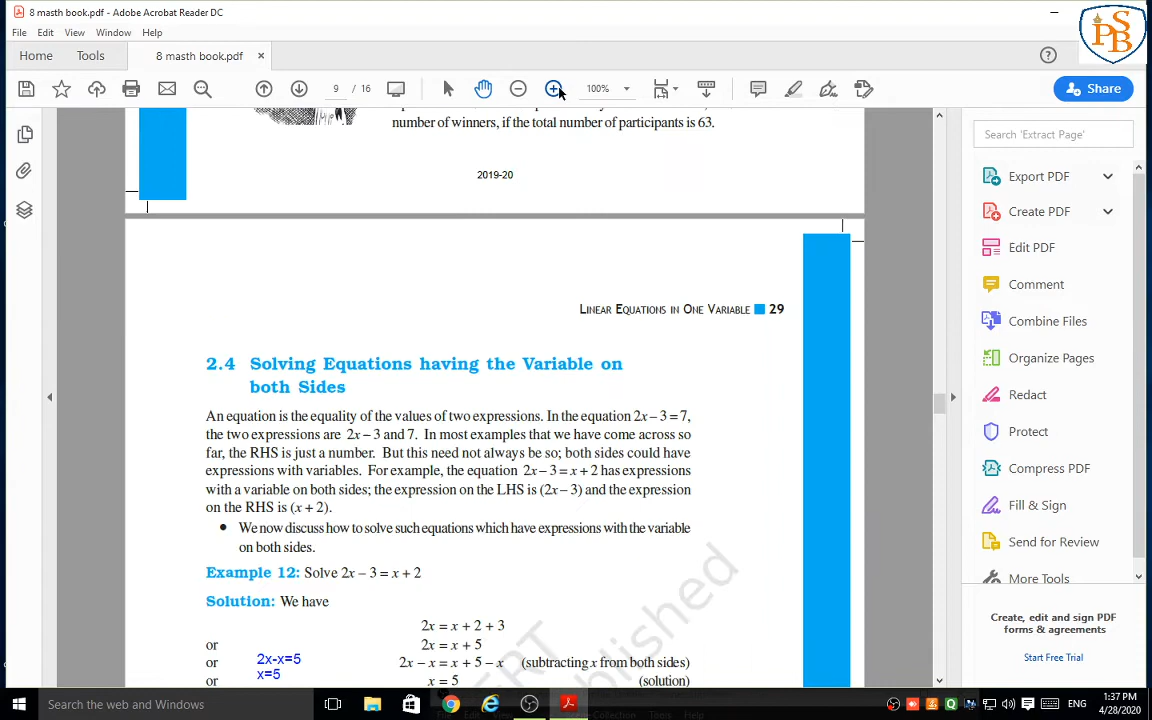 8 masth book.pdf - Adobe Acrobat Reader DC
File Edit View Window Help
Home Tools 8 masth book.pdf ×
PSB
9 / 16 100% Share
number of winners, if the total number of participants is 63.
2019-20
LINEAR EQUATIONS IN ONE VARIABLE 29
2.4 Solving Equations having the Variable on
both Sides
An equation is the equality of the values of two expressions. In the equation 2x – 3 = 7,
the two expressions are 2x – 3 and 7. In most examples that we have come across so
far, the RHS is just a number. But this need not always be so; both sides could have
expressions with variables. For example, the equation 2x – 3 = x + 2 has expressions
with a variable on both sides; the expression on the LHS is (2x – 3) and the expression
on the RHS is (x + 2).
• We now discuss how to solve such equations which have expressions with the variable
on both sides.
Example 12: Solve 2x – 3 = x + 2
Solution: We have
2x = x + 2 + 3
or 2x = x + 5
or 2x-x=5 2x – x = x + 5 – x (subtracting x from both sides)
or x=5 x = 5 (solution)
published
Search 'Extract Page'
Export PDF
Create PDF
Edit PDF
Comment
Combine Files
Organize Pages
Redact
Protect
Compress PDF
Fill & Sign
Send for Review
More Tools
Create, edit and sign PDF
forms & agreements
Start Free Trial
Search the web and Windows
ENG
1:37 PM
4/28/2020